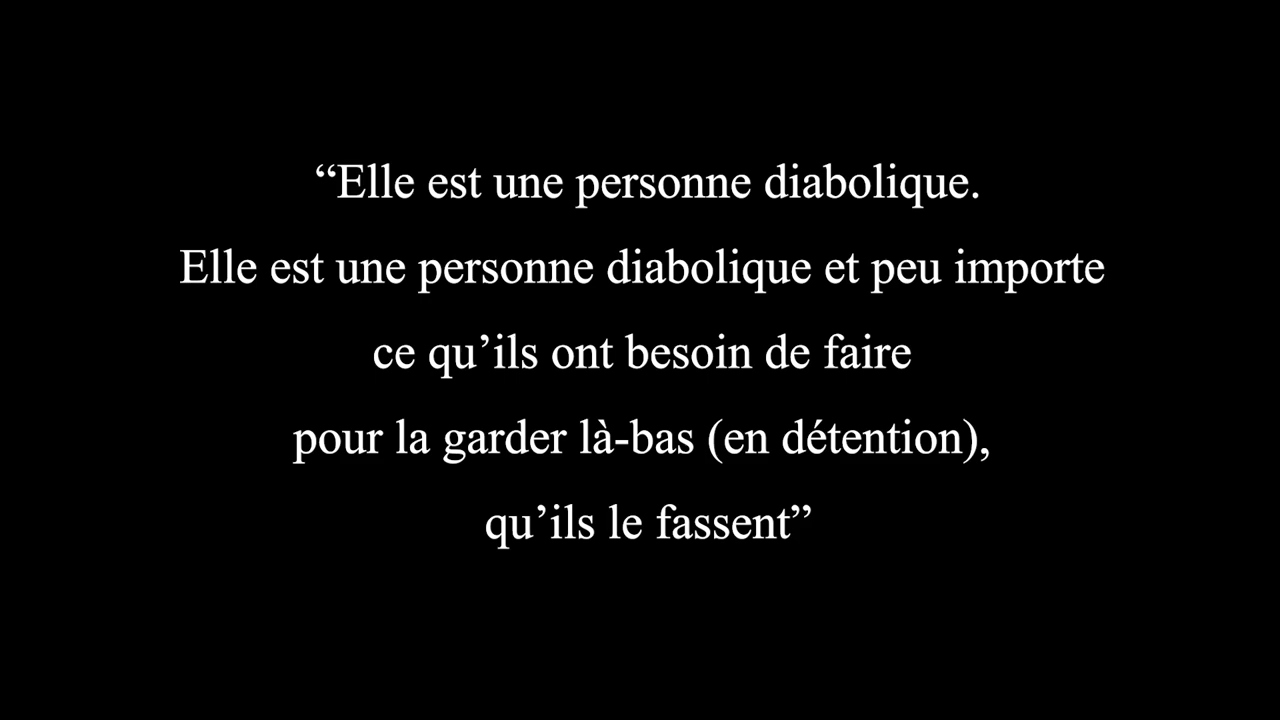 “Elle est une personne diabolique.
Elle est une personne diabolique et peu importe
ce qu’ils ont besoin de faire
pour la garder là-bas (en détention),
qu’ils le fassent”